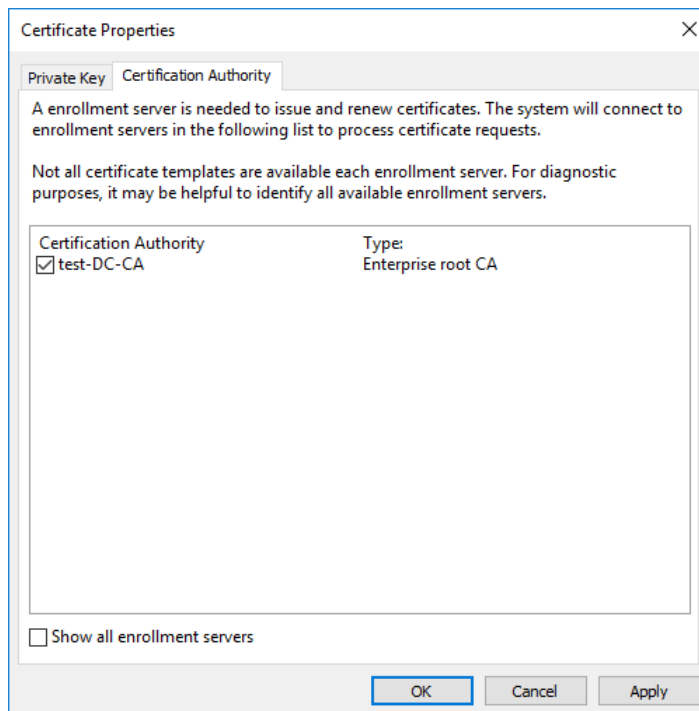 Certificate Properties
Private Key Certification Authority
A enrollment server is needed to issue and renew certificates. The system will connect to
enrollment servers in the following list to process certificate requests.
Not all certificate templates are available each enrollment server. For diagnostic
purposes, it may be helpful to identify all available enrollment servers.
Certification Authority Type:
test-DC-CA Enterprise root CA
Show all enrollment servers
OK Cancel Apply